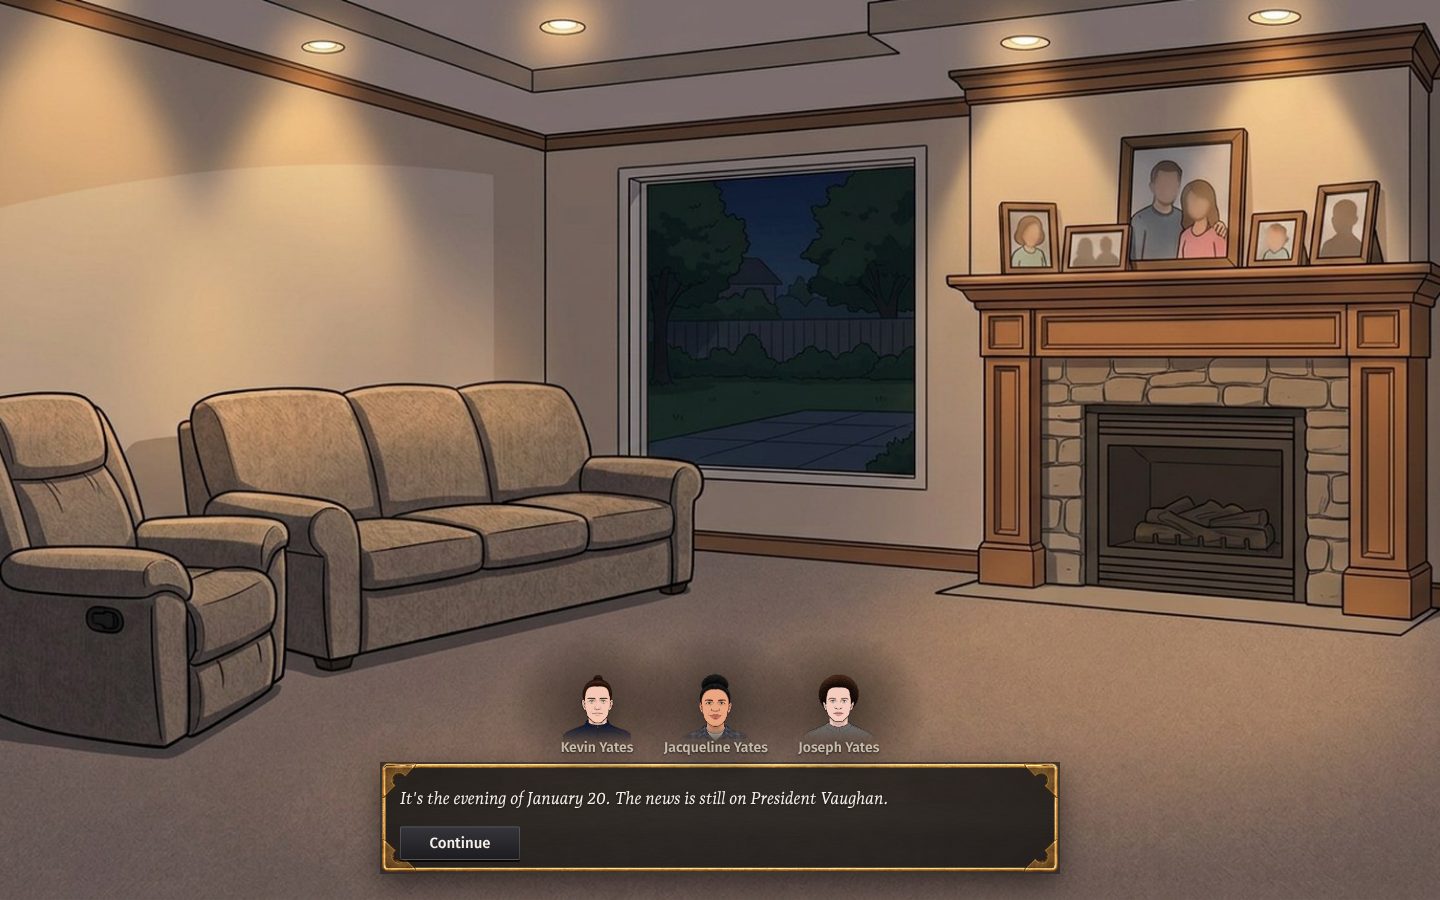 Kevin Yates
Jacqueline Yates
Joseph Yates
It's the evening of January 20. The news is still on President Vaughan.
Continue